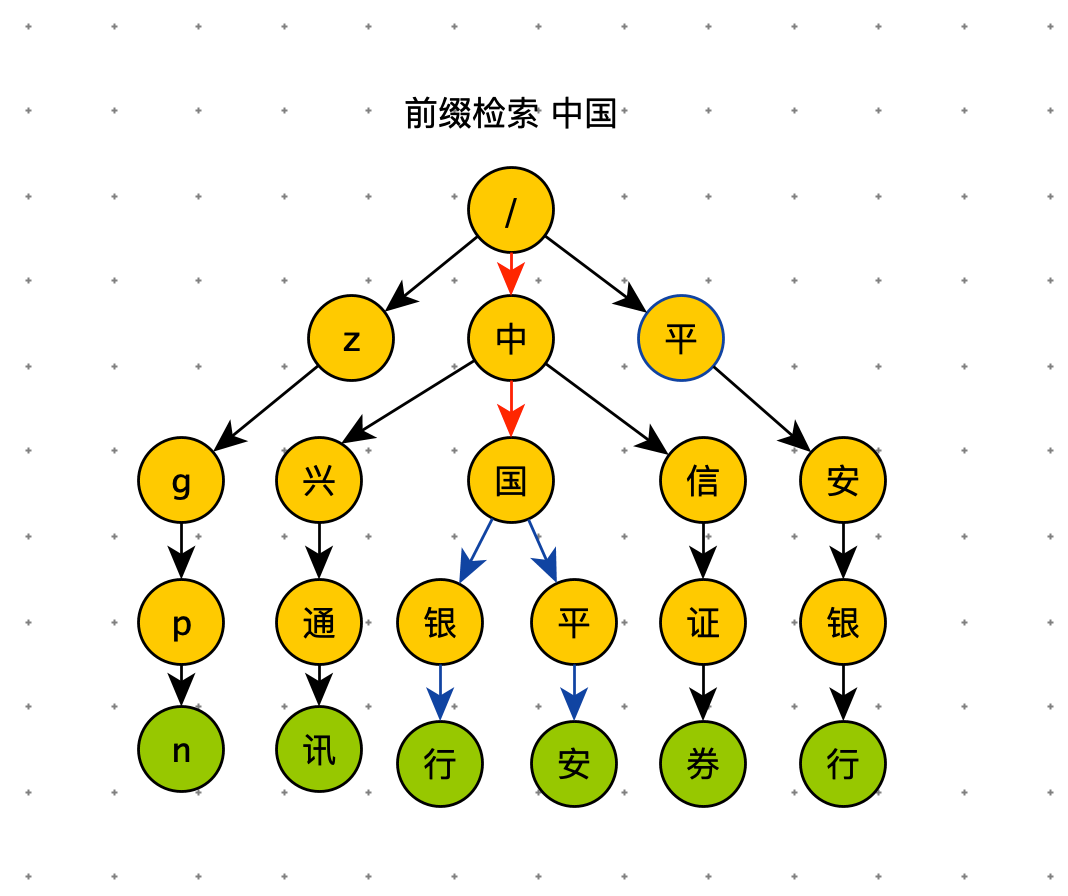 前缀检索 中国
/
z 中 平
g 兴 国 信 安
p 通 银 平 证 银
n 讯 行 安 券 行